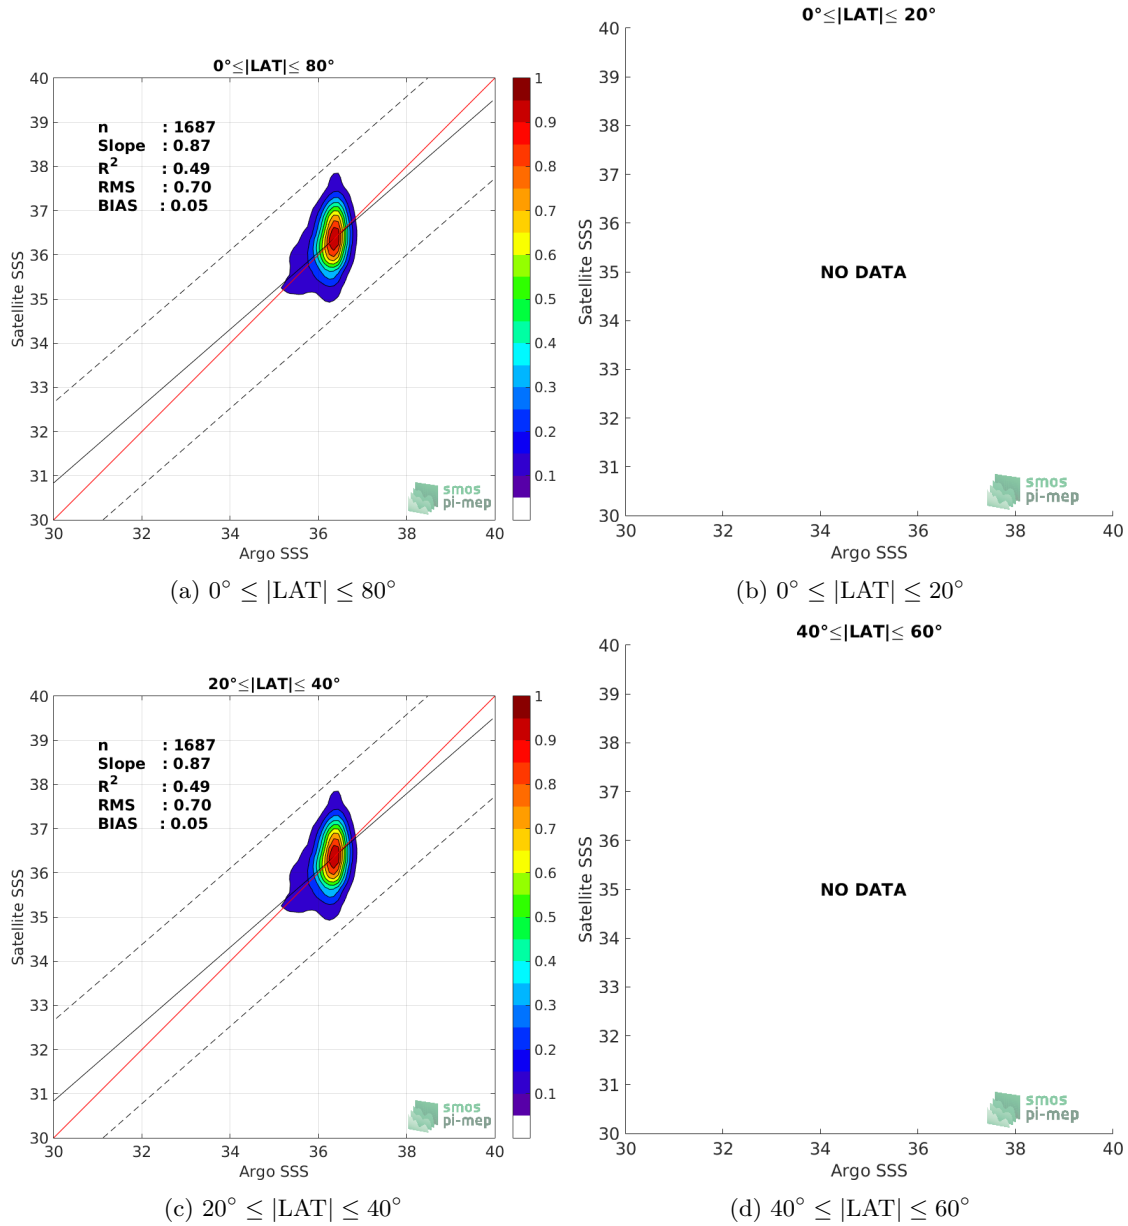 0°≤|LAT|≤ 80°
40
39
38
37
36
35
34
33
32
31
30
Satellite SSS
n : 1687
Slope : 0.87
R2 : 0.49
RMS : 0.70
BIAS : 0.05
smos
pi-mep
30 32 34 36 38 40
Argo SSS
1
0.9
0.8
0.7
0.6
0.5
0.4
0.3
0.2
0.1
(a) 0° ≤ |LAT| ≤ 80°
0°≤|LAT|≤ 20°
40
39
38
37
36
35
34
33
32
31
30
Satellite SSS
NO DATA
smos
pi-mep
30 32 34 36 38 40
Argo SSS
(b) 0° ≤ |LAT| ≤ 20°
20°≤|LAT|≤ 40°
40
39
38
37
36
35
34
33
32
31
30
Satellite SSS
n : 1687
Slope : 0.87
R2 : 0.49
RMS : 0.70
BIAS : 0.05
smos
pi-mep
30 32 34 36 38 40
Argo SSS
1
0.9
0.8
0.7
0.6
0.5
0.4
0.3
0.2
0.1
(c) 20° ≤ |LAT| ≤ 40°
40°≤|LAT|≤ 60°
40
39
38
37
36
35
34
33
32
31
30
Satellite SSS
NO DATA
smos
pi-mep
30 32 34 36 38 40
Argo SSS
(d) 40° ≤ |LAT| ≤ 60°